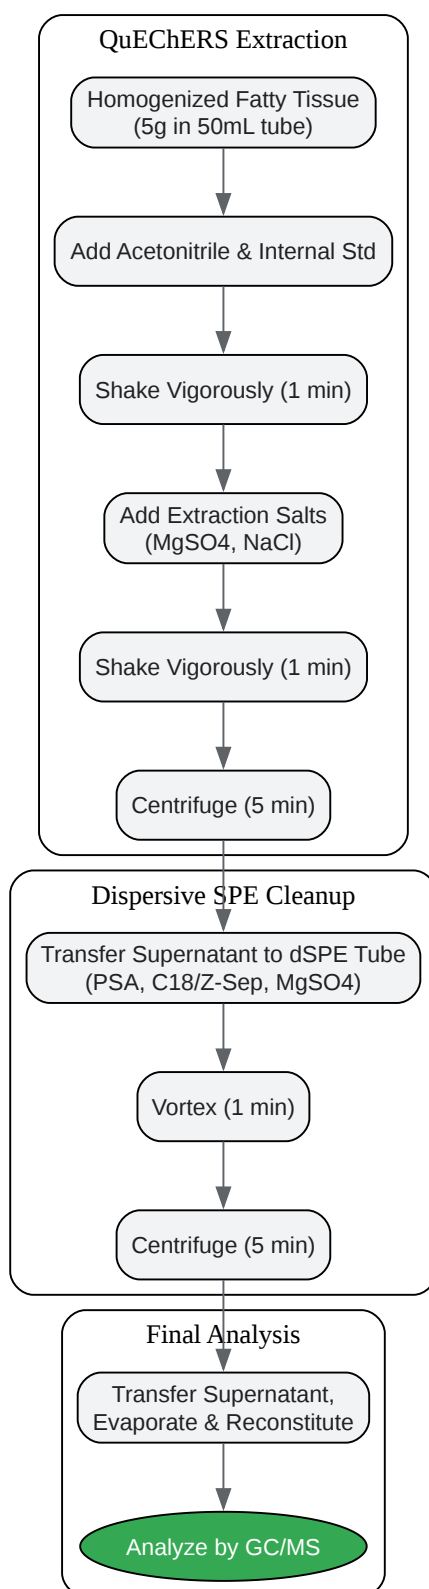 QuEChERS Extraction
Homogenized Fatty Tissue
(5g in 50mL tube)
Add Acetonitrile & Internal Std
Shake Vigorously (1 min)
Add Extraction Salts
(MgSO4, NaCl)
Shake Vigorously (1 min)
Centrifuge (5 min)
Dispersive SPE Cleanup
Transfer Supernatant to dSPE Tube
(PSA, C18/Z-Sep, MgSO4)
Vortex (1 min)
Centrifuge (5 min)
Final Analysis
Transfer Supernatant,
Evaporate & Reconstitute
Analyze by GC/MS